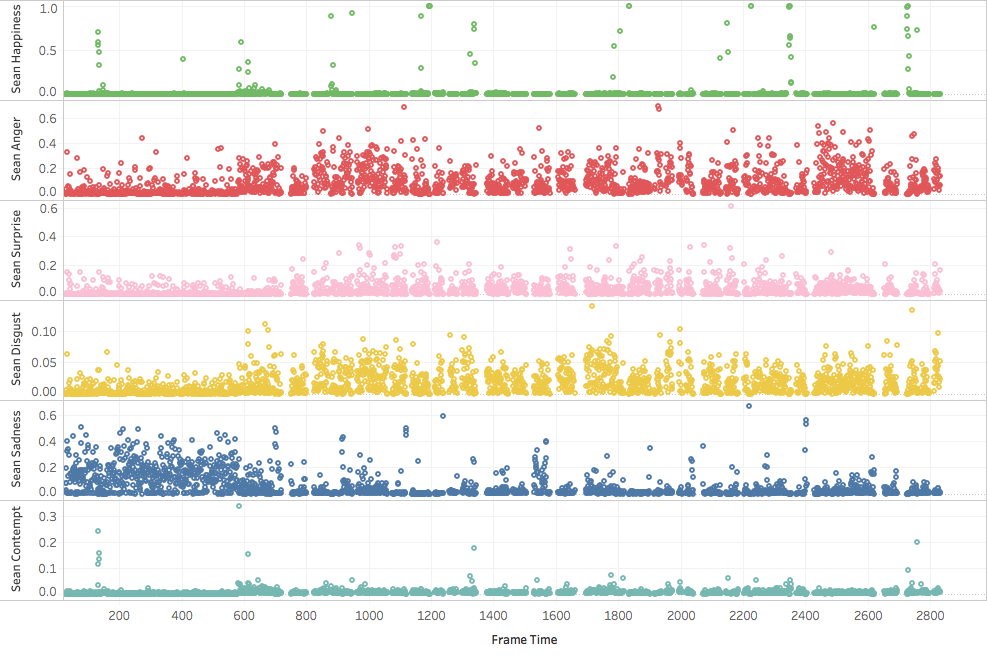 Sean Happiness
1.0
0.5
0.0
Sean Anger
0.6
0.4
0.2
0.0
Sean Surprise
0.6
0.4
0.2
0.0
Sean Disgust
0.10
0.05
0.00
Sean Sadness
0.6
0.4
0.2
0.0
Sean Contempt
0.3
0.2
0.1
0.0
200 400 600 800 1000 1200 1400 1600 1800 2000 2200 2400 2600 2800
Frame Time